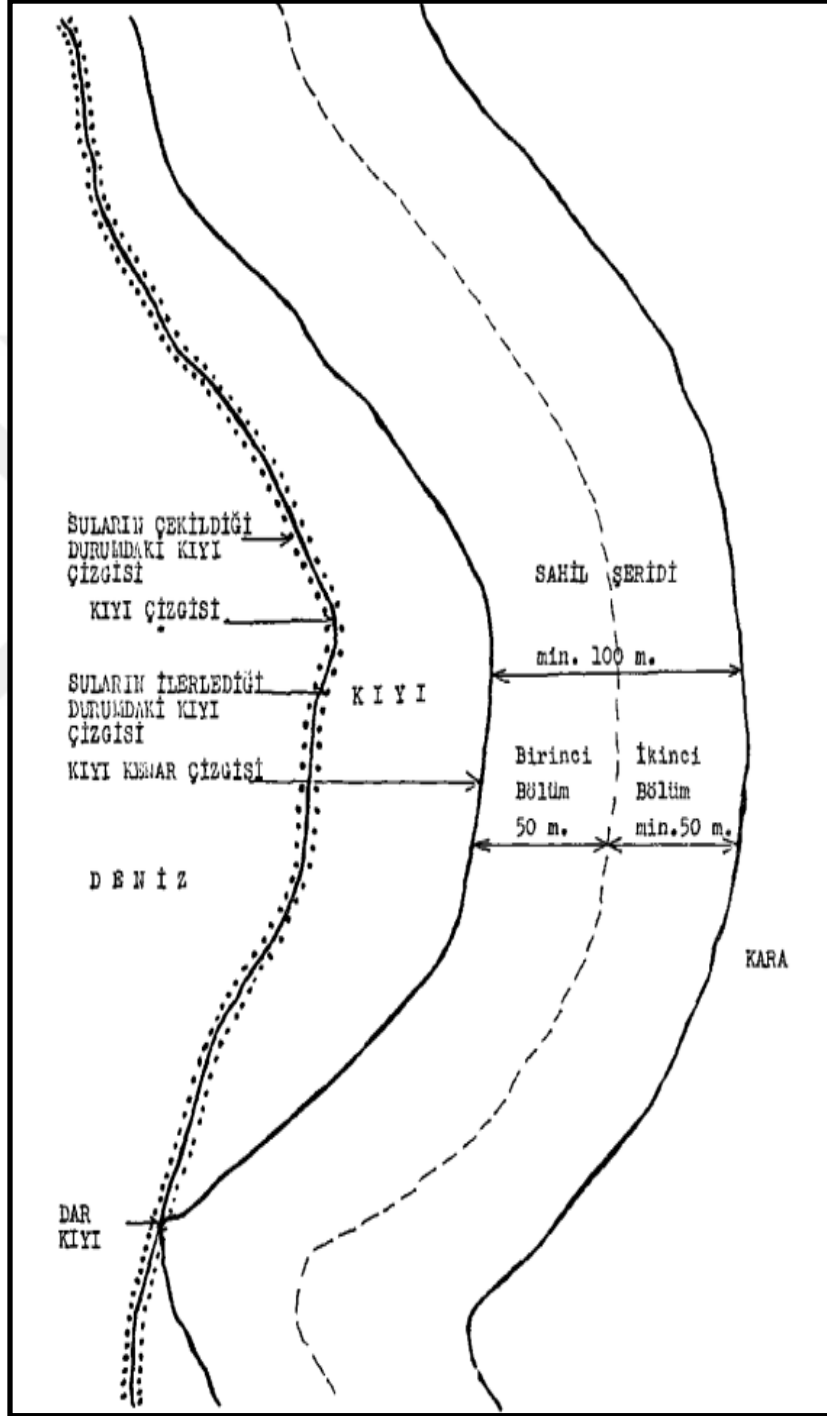 SULARIN ÇEKİLDİĞİ
DURUMDAKİ KIYI
ÇİZGİSİ
KIYI ÇİZGİSİ
SULARIN İLERLEDİĞİ
DURUMDAKİ KIYI
ÇİZGİSİ
KIYI KENAR ÇİZGİSİ
DENİZ
KIYI
SAHİL ŞERİDİ
min. 100 m.
Birinci
Bölüm
50 m.
İkinci
Bölüm
min.50 m.
KARA
DAR
KIYI